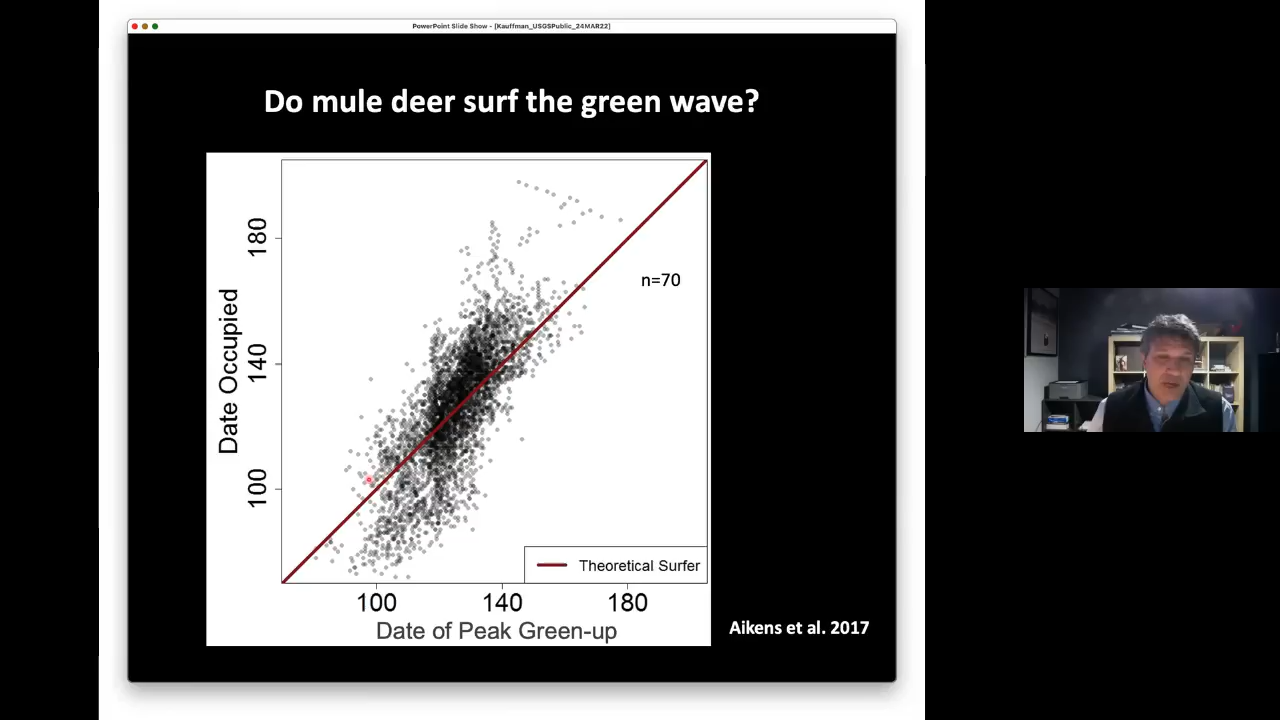 PowerPoint Slide Show - [Kauffman_USGSPublic_24MAR22]
Do mule deer surf the green wave?
180
140
100
Date Occupied
n=70
Theoretical Surfer
100 140 180
Date of Peak Green-up
Aikens et al. 2017